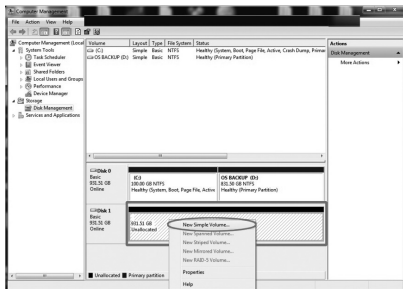 Computer Management
File Action View Help
Computer Management (Local
System Tools
Task Scheduler
Event Viewer
Shared Folders
Local Users and Groups
Performance
Device Manager
Storage
Disk Management
Services and Applications
Volume Layout Type File System Status
(C:) Simple Basic NTFS Healthy (System, Boot, Page File, Active, Crash Dump, Prima
OS BACKUP (D:) Simple Basic NTFS Healthy (Primary Partition)
Actions
Disk Management
More Actions
Disk 0
Basic
931.51 GB
Online
(C:)
100.00 GB NTFS
Healthy (System, Boot, Page File, Active
OS BACKUP (D:)
831.50 GB NTFS
Healthy (Primary Partition)
Disk 1
Basic
931.51 GB
Online
931.51 GB
Unallocated
New Simple Volume...
New Spanned Volume...
New Striped Volume...
New Mirrored Volume...
New RAID-5 Volume...
Properties
Help
Unallocated Primary partition